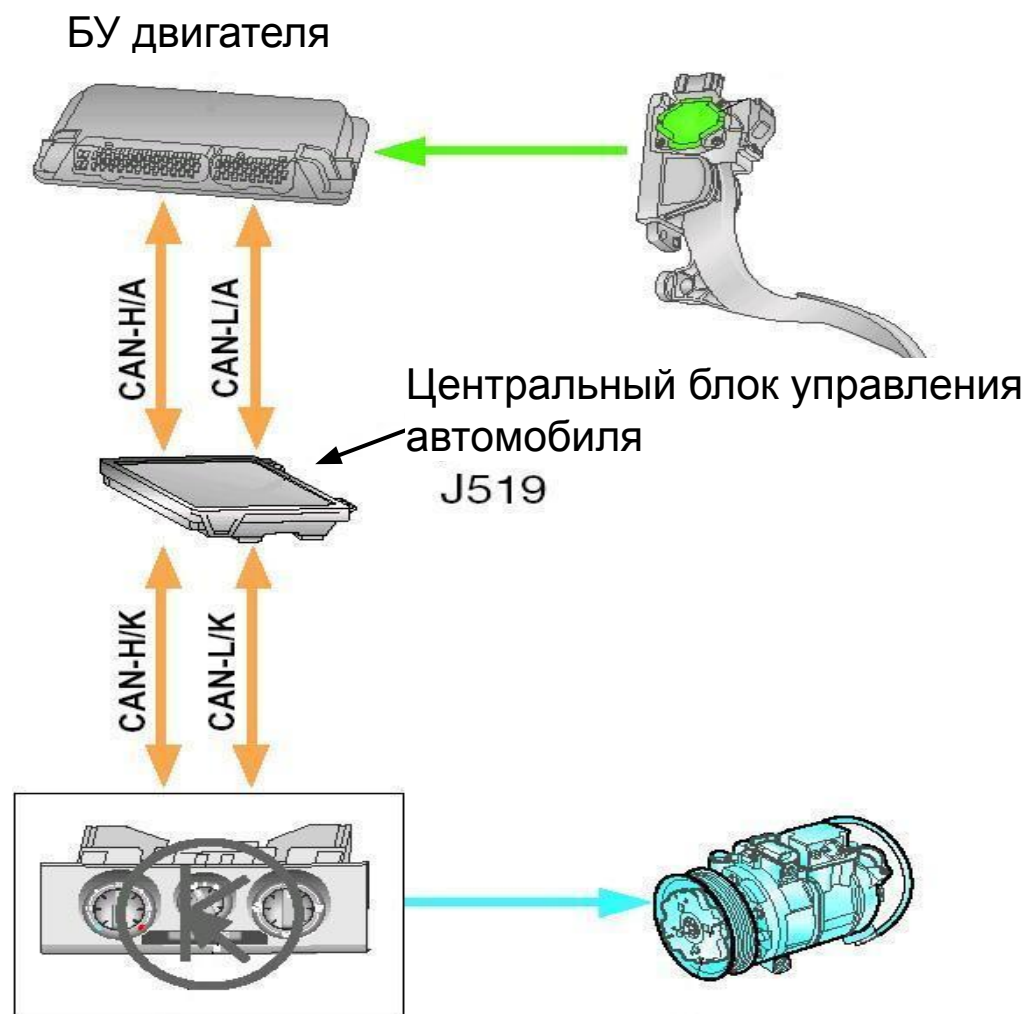 БУ двигателя
CAN-H/A
CAN-L/A
Центральный блок управления
автомобиля
J519
CAN-H/K
CAN-L/K